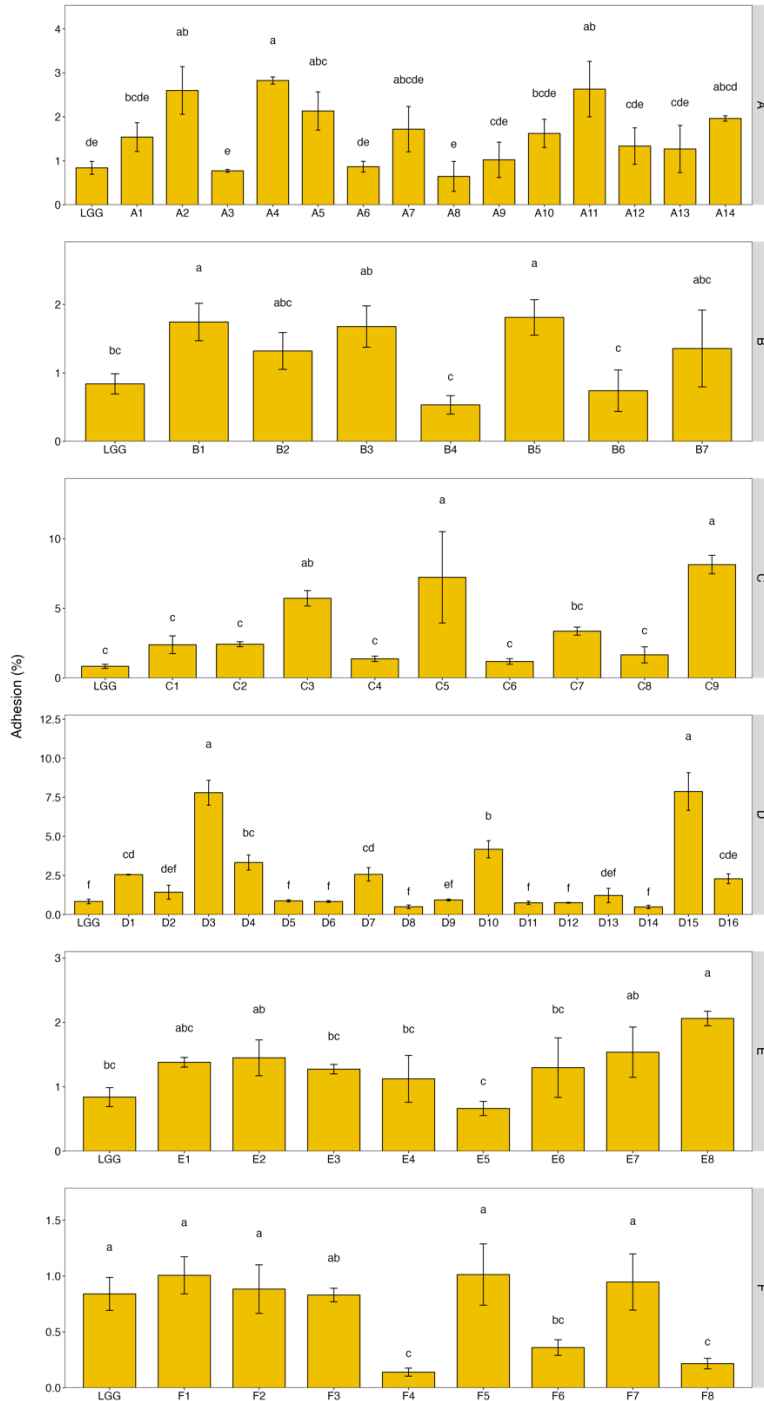 Adhesion (%)
4
3
2
1
0
de
bcde
ab
e
a
abc
de
abcde
e
cde
bcde
ab
cde
cde
abcd
A
LGG A1 A2 A3 A4 A5 A6 A7 A8 A9 A10 A11 A12 A13 A14
2
1
0
bc
a
abc
ab
c
a
c
abc
B
LGG B1 B2 B3 B4 B5 B6 B7
10
5
0
c
c
c
ab
c
a
c
bc
c
a
C
LGG C1 C2 C3 C4 C5 C6 C7 C8 C9
12.5
10.0
7.5
5.0
2.5
0.0
f
cd
def
a
bc
f
f
cd
f
ef
b
f
f
def
f
a
cde
D
LGG D1 D2 D3 D4 D5 D6 D7 D8 D9 D10 D11 D12 D13 D14 D15 D16
3
2
1
0
bc
abc
ab
bc
bc
c
bc
ab
a
E
LGG E1 E2 E3 E4 E5 E6 E7 E8
1.5
1.0
0.5
0.0
a
a
a
ab
c
a
bc
a
c
F
LGG F1 F2 F3 F4 F5 F6 F7 F8